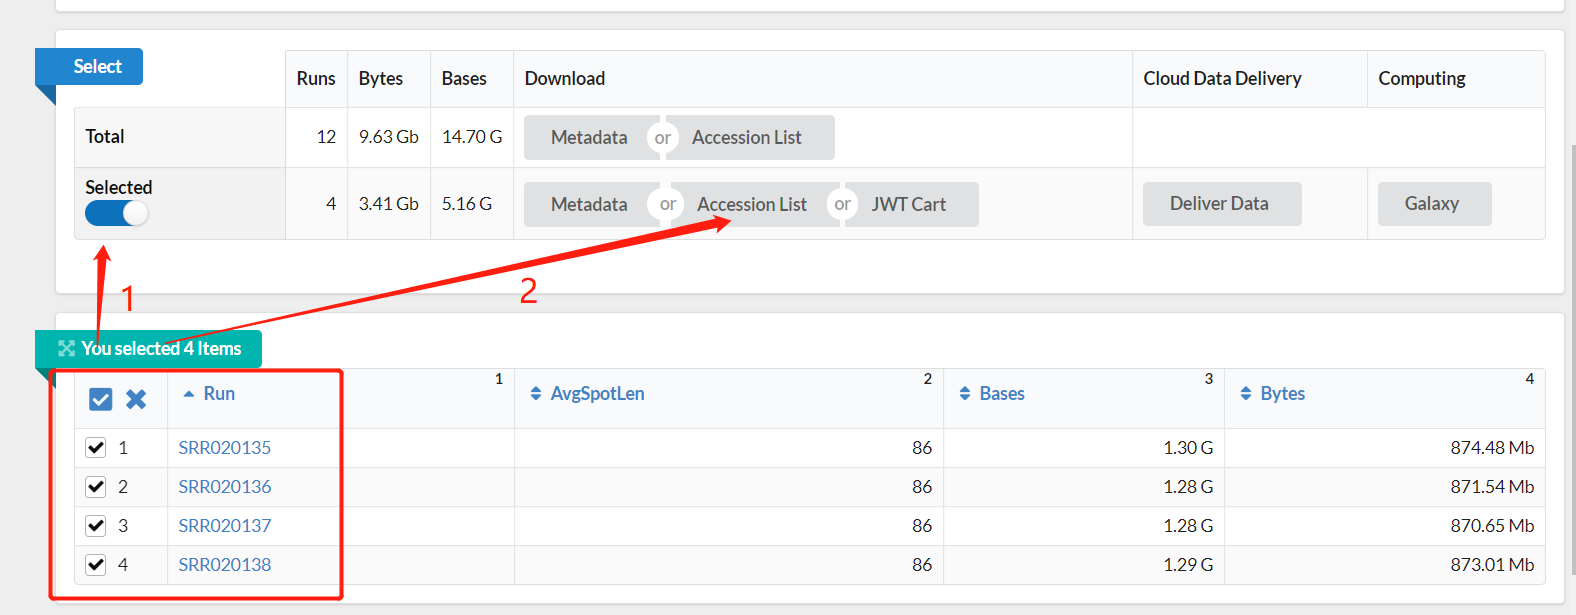 Select
Runs Bytes Bases Download Cloud Data Delivery Computing
Total 12 9.63 Gb 14.70 G Metadata or Accession List
Selected 4 3.41 Gb 5.16 G Metadata or Accession List or JWT Cart Deliver Data Galaxy
1
2
You selected 4 Items
Run 1 AvgSpotLen 2 Bases 3 Bytes 4
1 SRR020135 86 1.30 G 874.48 Mb
2 SRR020136 86 1.28 G 871.54 Mb
3 SRR020137 86 1.28 G 870.65 Mb
4 SRR020138 86 1.29 G 873.01 Mb